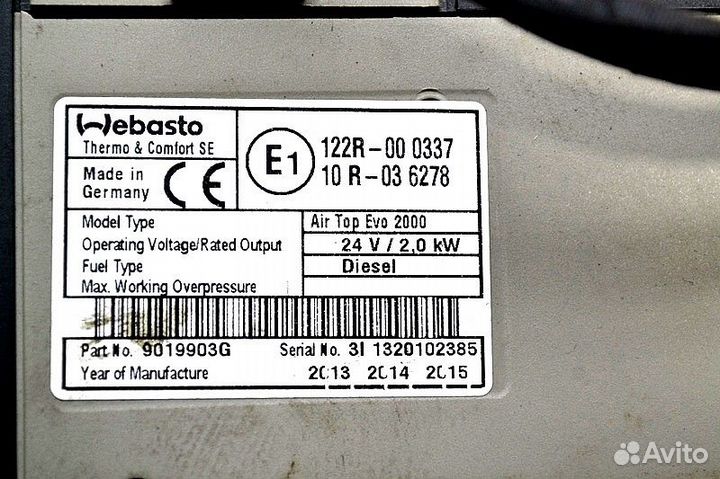 Webasto
Thermo & Comfort SE
Made in
Germany
CE
E1
122R-00 0337
10 R-03 6278
Model Type Air Top Evo 2000
Operating Voltage/Rated Output 24 V / 2,0 kW
Fuel Type Diesel
Max. Working Overpressure
Part No. 9019903G Serial No. 3I 1320102385
Year of Manufacture 2013 2014 2015
Avito